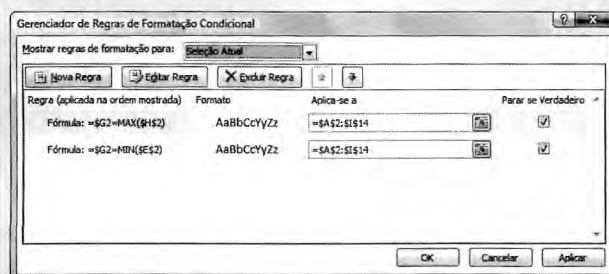 Gerenciador de Regras de Formatação Condicional
Mostrar regras de formatação para: Seleção Atual
Nova Regra Editar Regra Excluir Regra
Regra (aplicada na ordem mostrada) Formato Aplica-se a Parar se Verdadeiro
Fórmula: =$G2=MAX($H$2) AaBbCcYyZz =$A$2:$I$14
Fórmula: =$G2=MIN($E$2) AaBbCcYyZz =$A$2:$I$14
OK Cancelar Aplicar